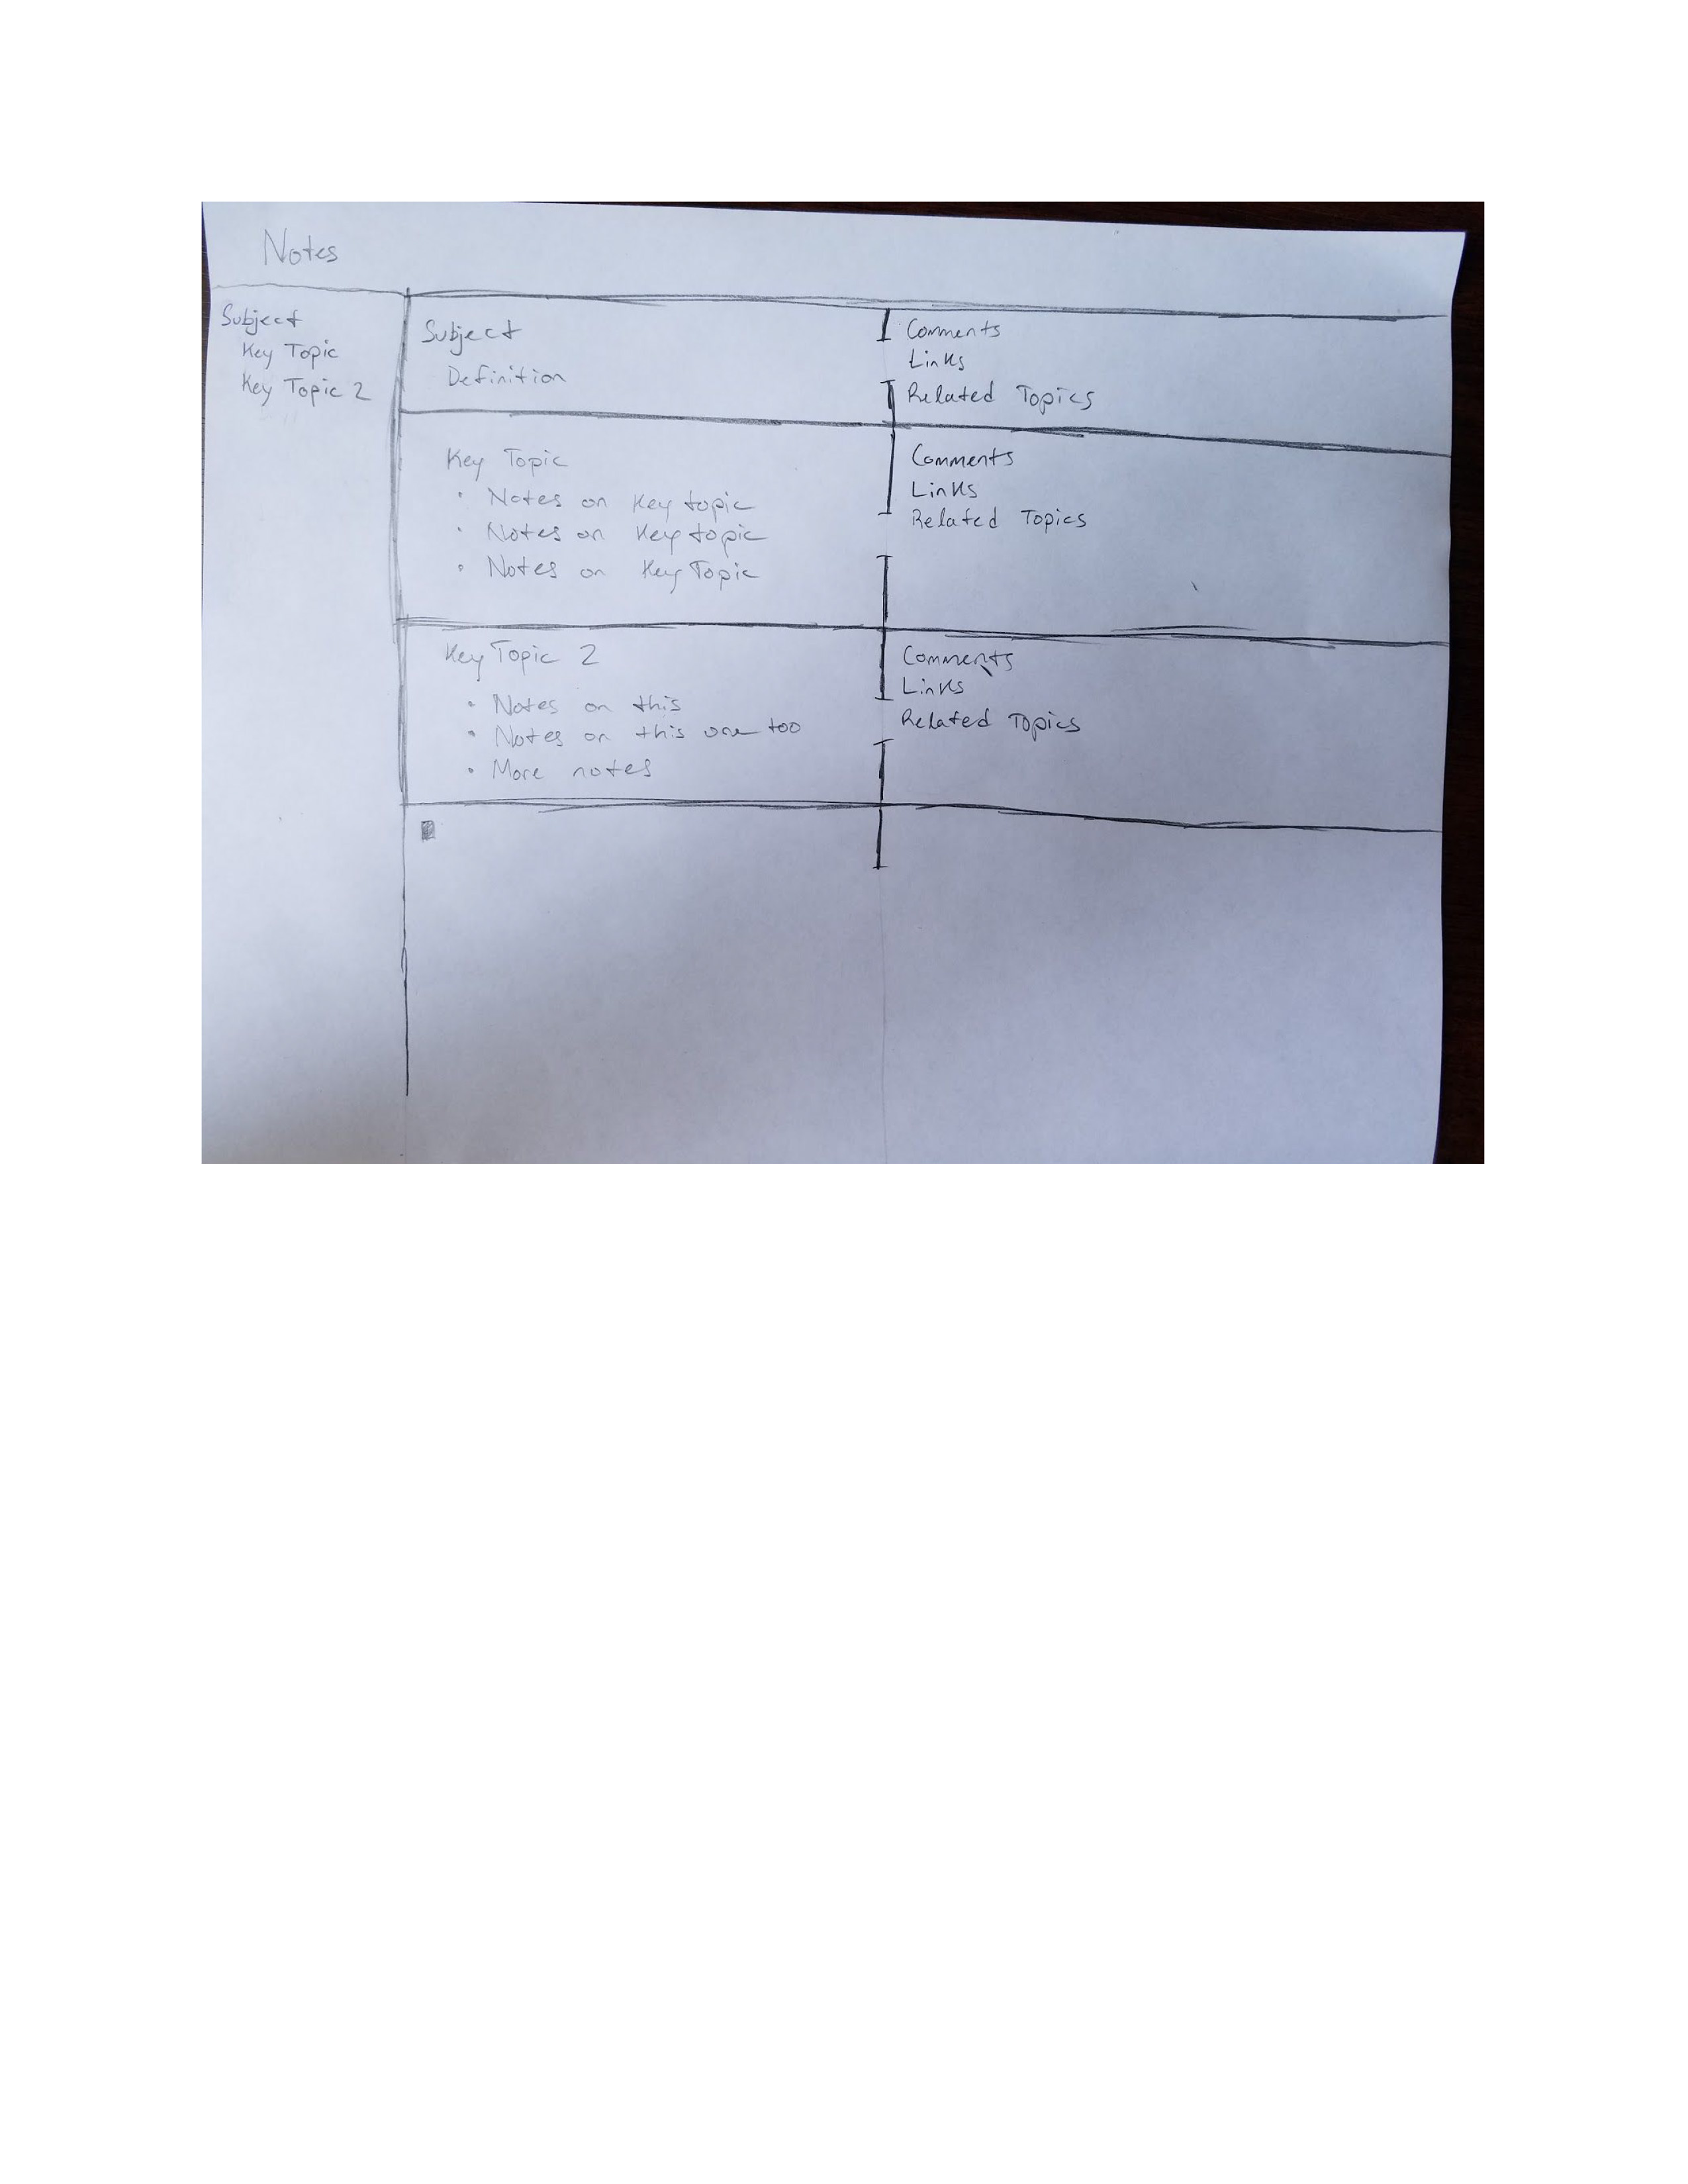 Notes
Subject
Key Topic
Key Topic 2
Subject
Definition
Comments
Links
Related Topics
Key Topic
• Notes on Key topic
• Notes on Key topic
• Notes on Key Topic
Comments
Links
Related Topics
Key Topic 2
• Notes on this
• Notes on this one too
• More notes
Comments
Links
Related Topics